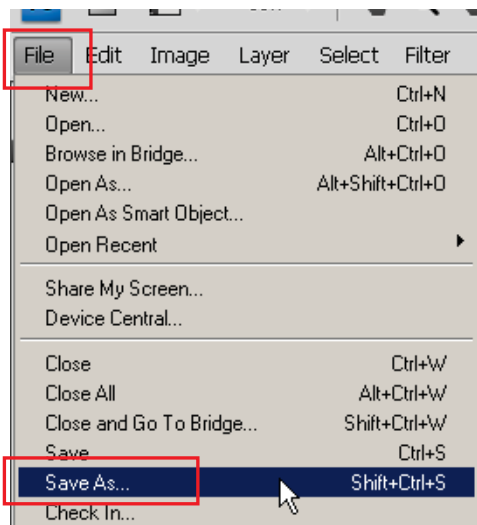 File Edit Image Layer Select Filter
New... Ctrl+N
Open... Ctrl+O
Browse in Bridge... Alt+Ctrl+O
Open As... Alt+Shift+Ctrl+O
Open As Smart Object...
Open Recent
Share My Screen...
Device Central...
Close Ctrl+W
Close All Alt+Ctrl+W
Close and Go To Bridge... Shift+Ctrl+W
Save Ctrl+S
Save As... Shift+Ctrl+S
Check In...